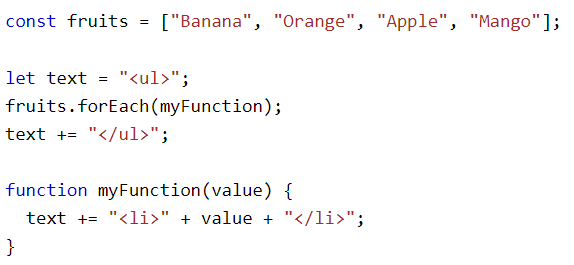 const fruits = ["Banana", "Orange", "Apple", "Mango"];
let text = "<ul>";
fruits.forEach(myFunction);
text += "</ul>";
function myFunction(value) {
  text += "<li>" + value + "</li>";
}